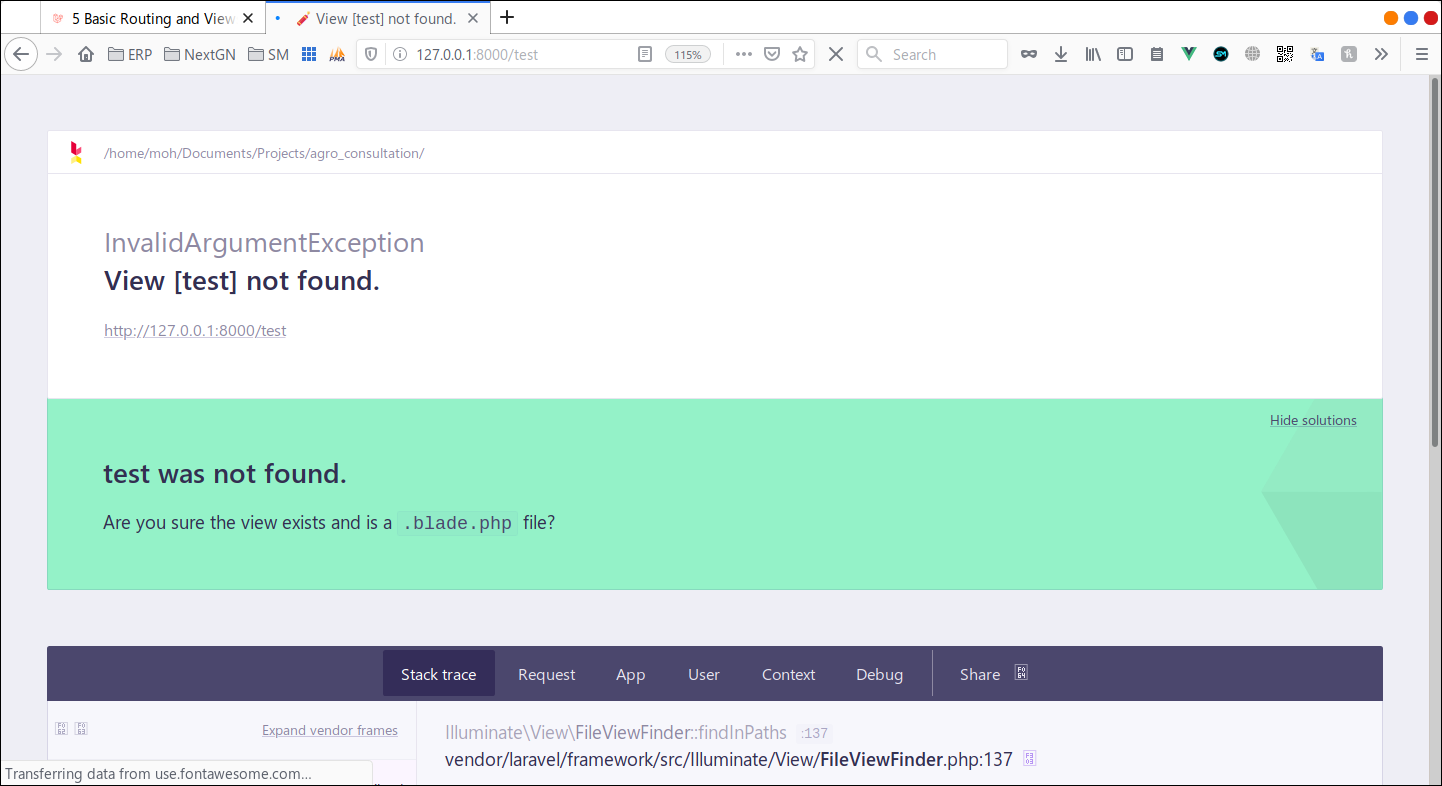 5 Basic Routing and View
View [test] not found.
ERP
NextGN
SM
PMA
127.0.0.1:8000/test
115%
Search
SM
/home/moh/Documents/Projects/agro_consultation/
InvalidArgumentException
View [test] not found.
http://127.0.0.1:8000/test
Hide solutions
test was not found.
Are you sure the view exists and is a .blade.php file?
Stack trace
Request
App
User
Context
Debug
Share
Expand vendor frames
Illuminate\View\FileViewFinder::findInPaths :137
vendor/laravel/framework/src/Illuminate/View/FileViewFinder.php:137
Transferring data from use.fontawesome.com...